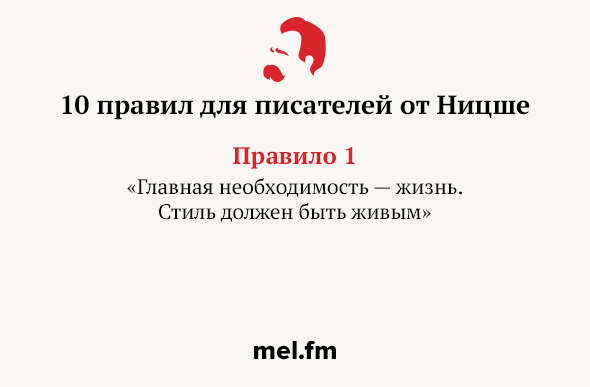 10 правил для писателей от Ницше
Правило 1
«Главная необходимость — жизнь.
Стиль должен быть живым»
mel.fm